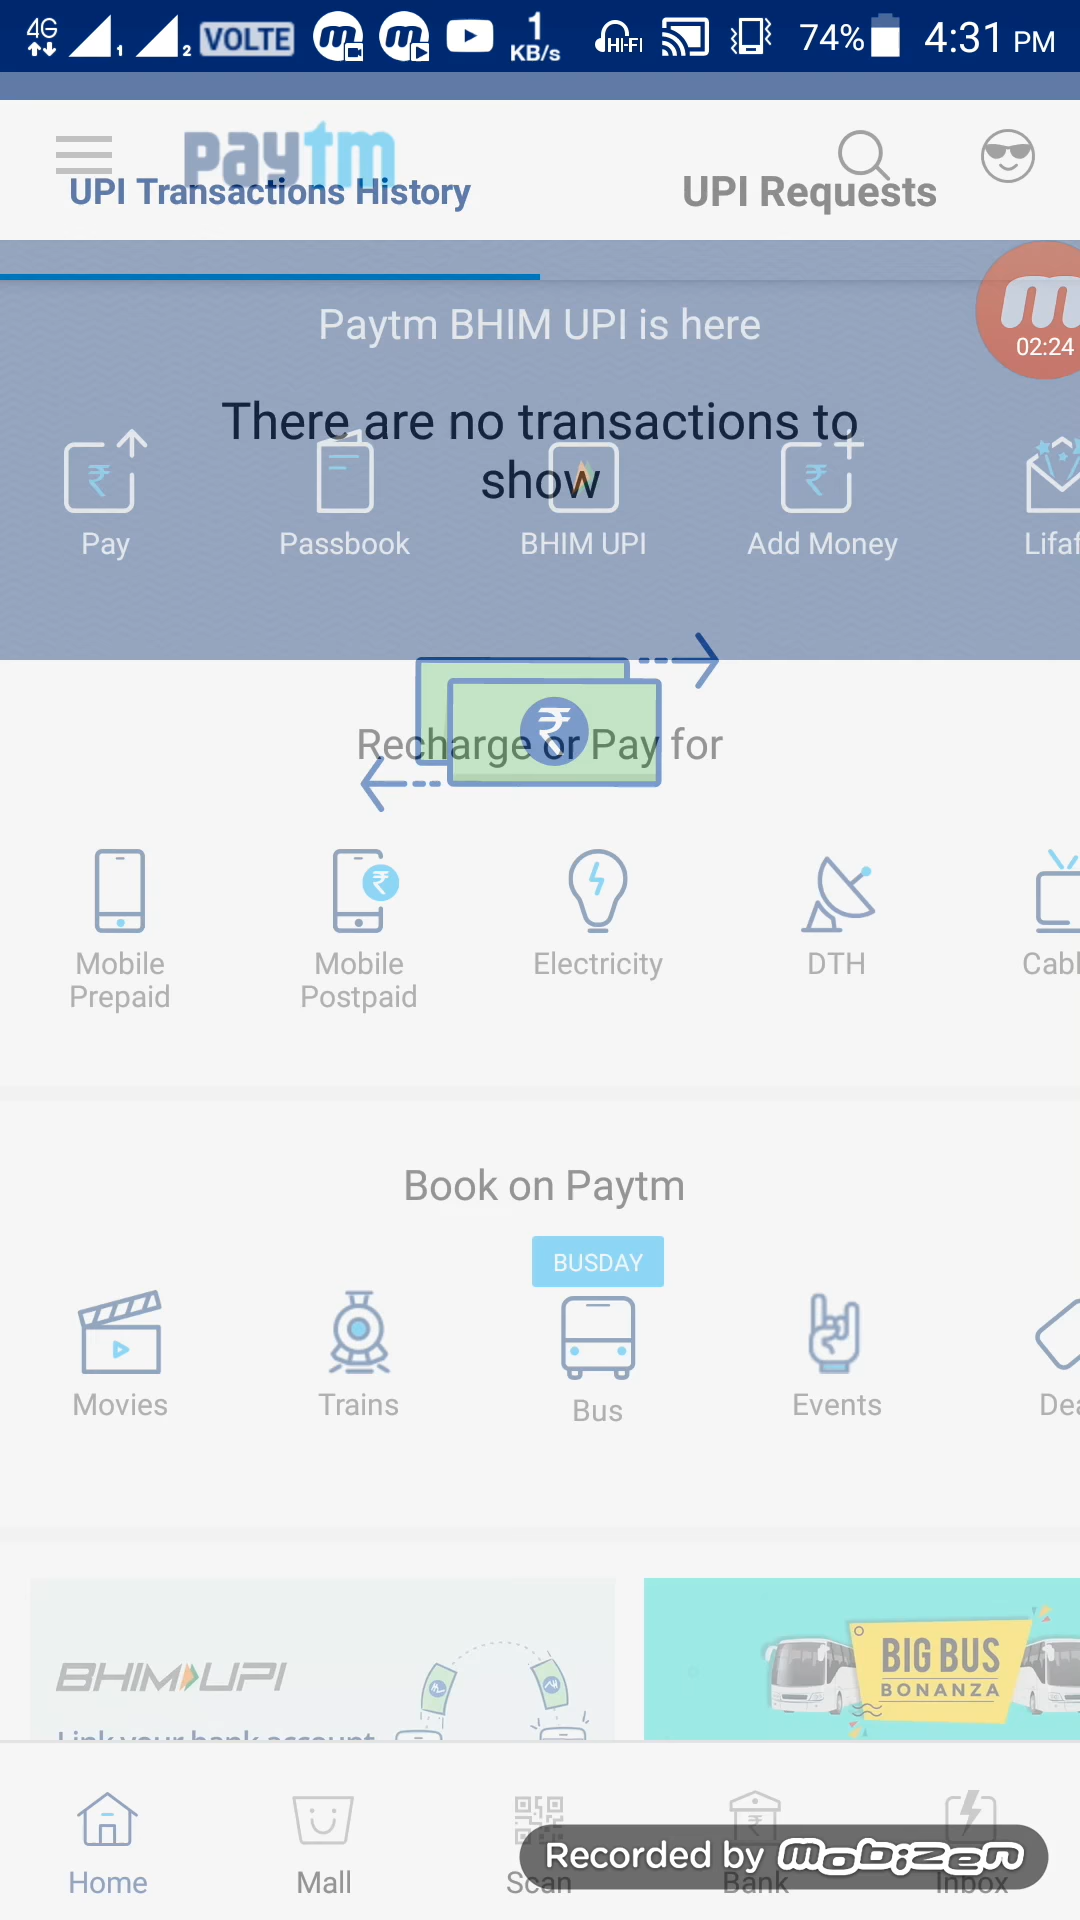 4G 1 2 VOLTE 1 KB/s HI-FI 74% 4:31 PM
paytm
UPI Transactions History UPI Requests
02:24
Paytm BHIM UPI is here
There are no transactions to
show
Pay Passbook BHIM UPI Add Money Lifaf
Recharge or Pay for
Mobile Prepaid
Mobile Postpaid
Electricity
DTH
Cabl
Book on Paytm
BUSDAY
Movies Trains Bus Events Dea
BHIM UPI
Link your bank account
BIG BUS
BONANZA
Home Mall Scan Bank Inbox
Recorded by mobizen